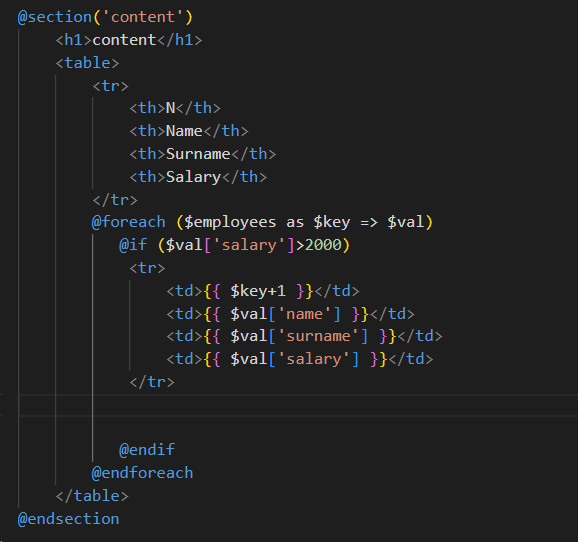 @section('content')
<h1>content</h1>
<table>
<tr>
<th>N</th>
<th>Name</th>
<th>Surname</th>
<th>Salary</th>
</tr>
@foreach ($employees as $key => $val)
@if ($val['salary']>2000)
<tr>
<td>{{ $key+1 }}</td>
<td>{{ $val['name'] }}</td>
<td>{{ $val['surname'] }}</td>
<td>{{ $val['salary'] }}</td>
</tr>
@endif
@endforeach
</table>
@endsection